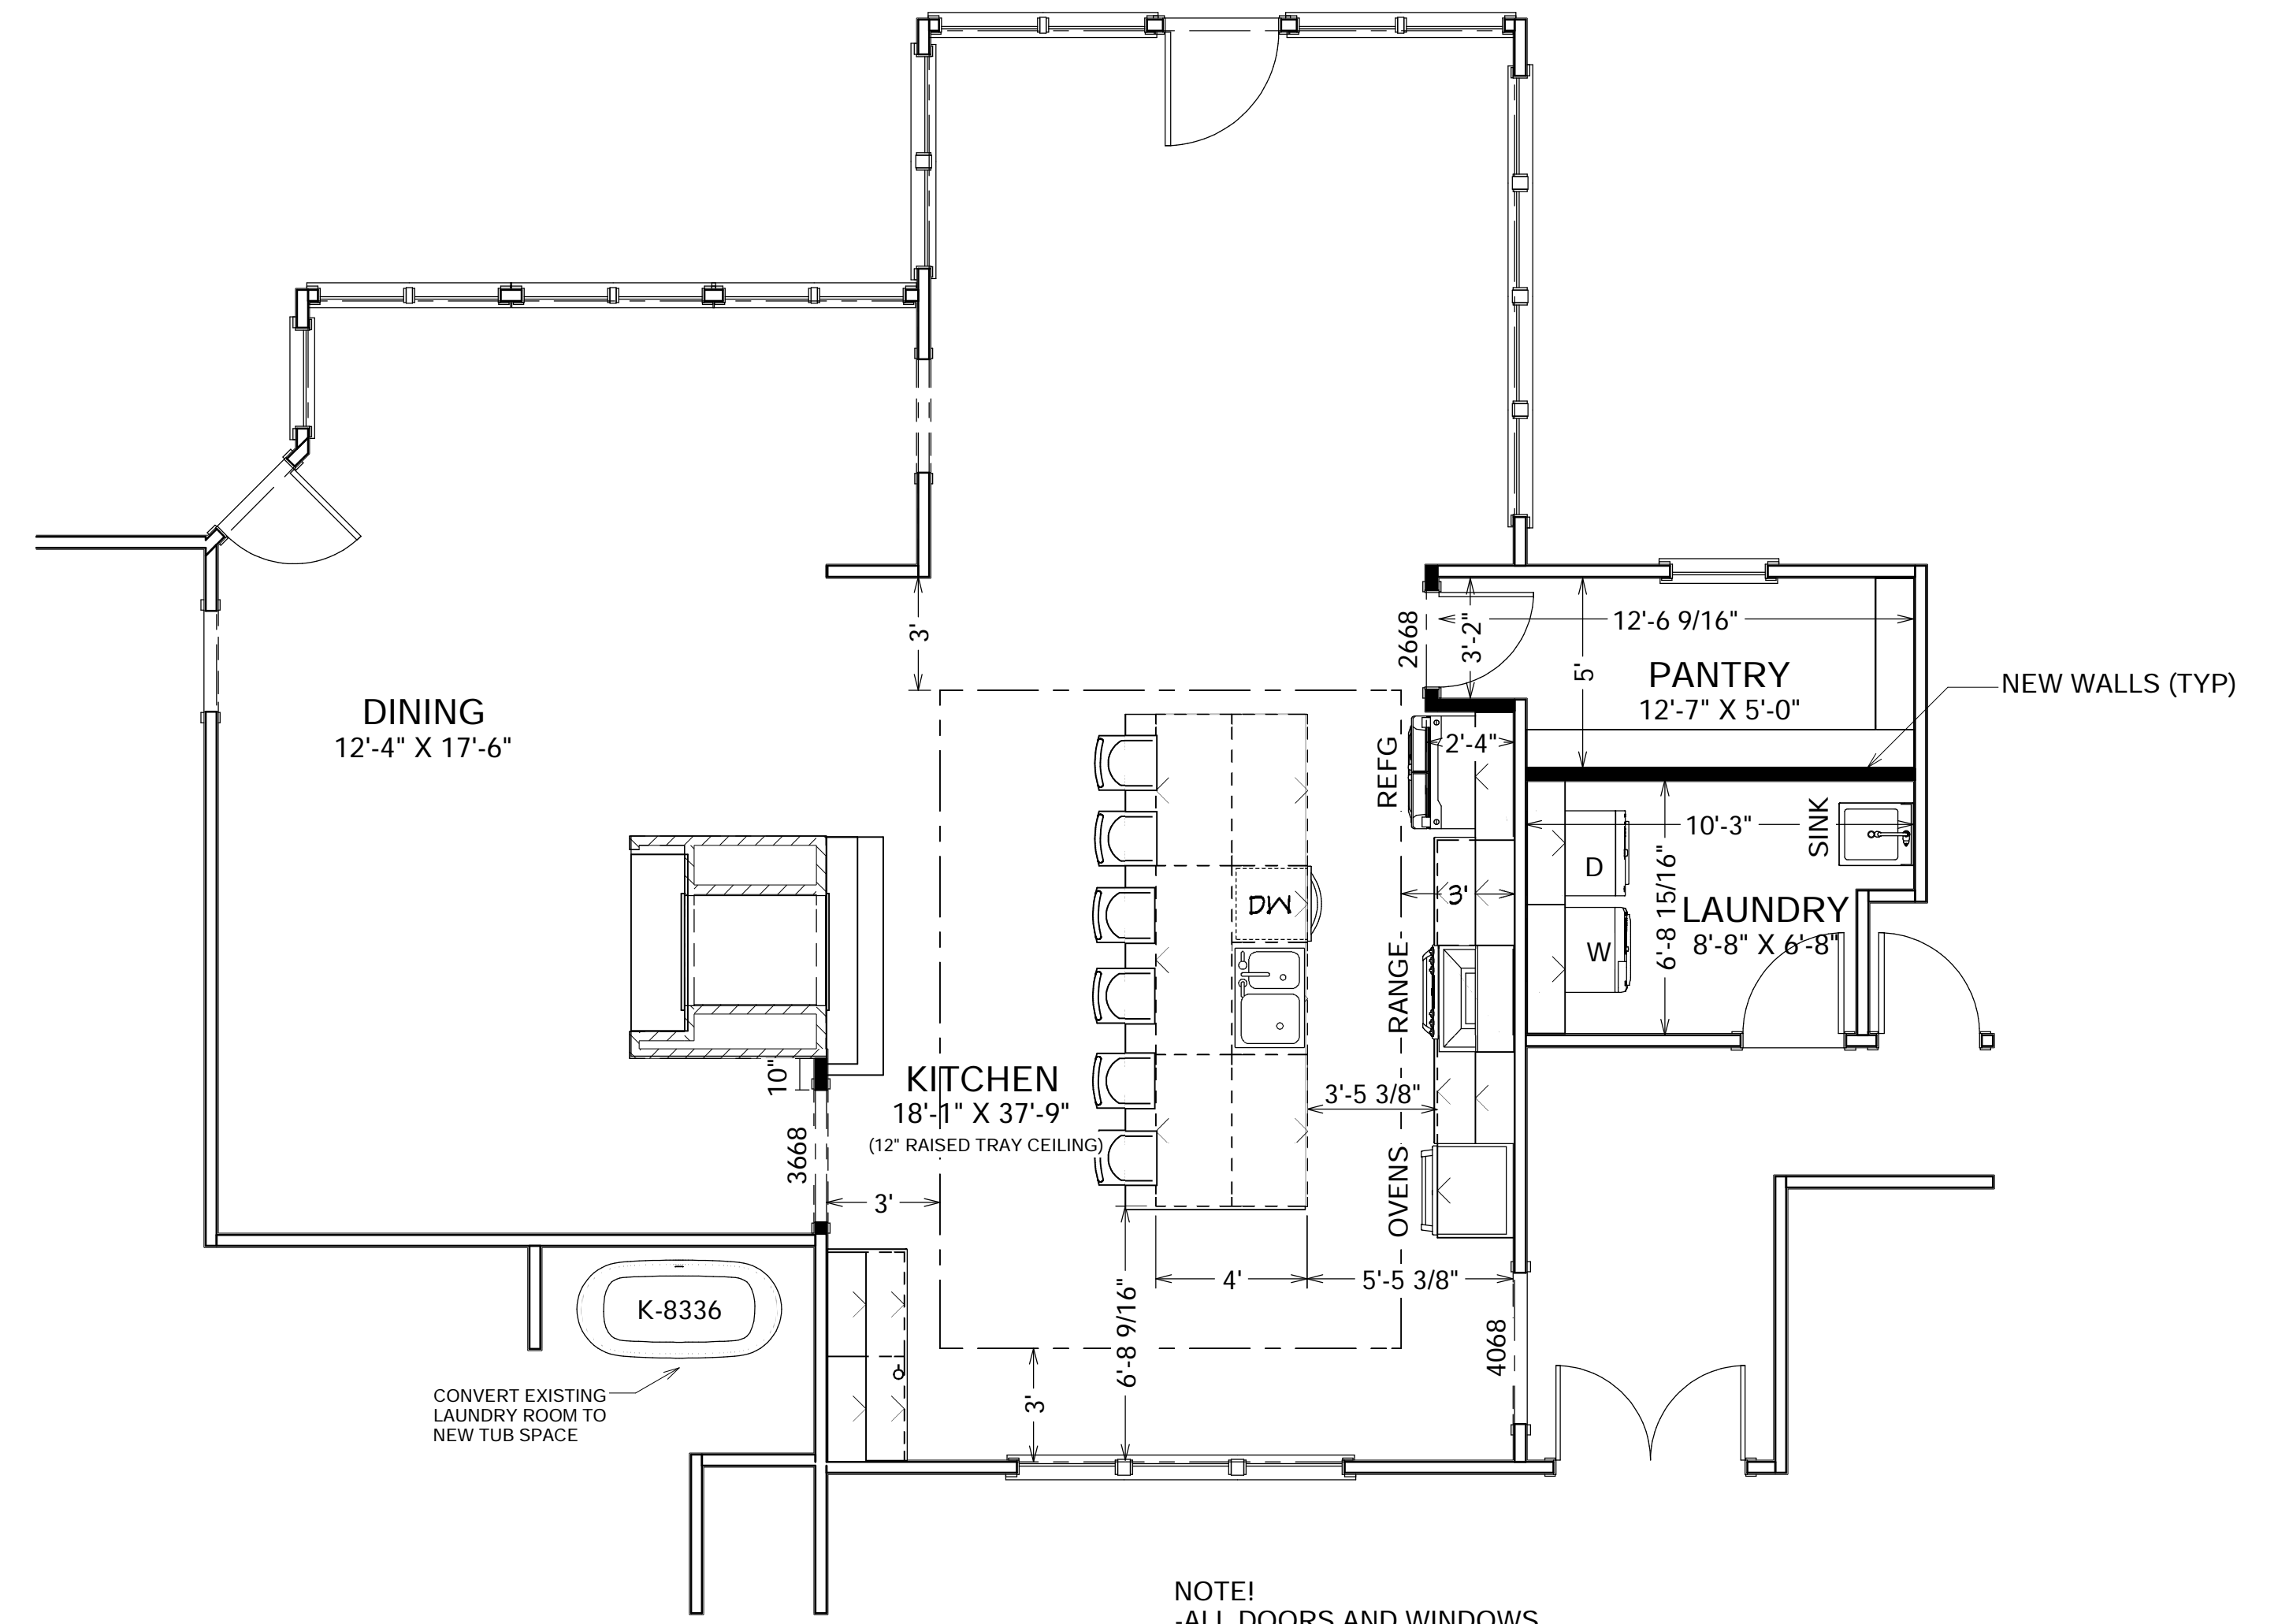 3'
2668
3'-2"
12'-6 9/16"
5'
PANTRY
12'-7" X 5'-0"
NEW WALLS (TYP)
DINING
12'-4" X 17'-6"
REFG
2'-4"
SINK
10'-3"
D
3'
6'-8 15/16"
LAUNDRY
8'-8" X 6'-8"
W
DW
RANGE
10"
KITCHEN
18'-1" X 37'-9"
(12" RAISED TRAY CEILING)
3'-5 3/8"
3668
OVENS
3'
4'
5'-5 3/8"
K-8336
6'-8 9/16"
4068
3'
CONVERT EXISTING
LAUNDRY ROOM TO
NEW TUB SPACE
NOTE!
-ALL DOORS AND WINDOWS